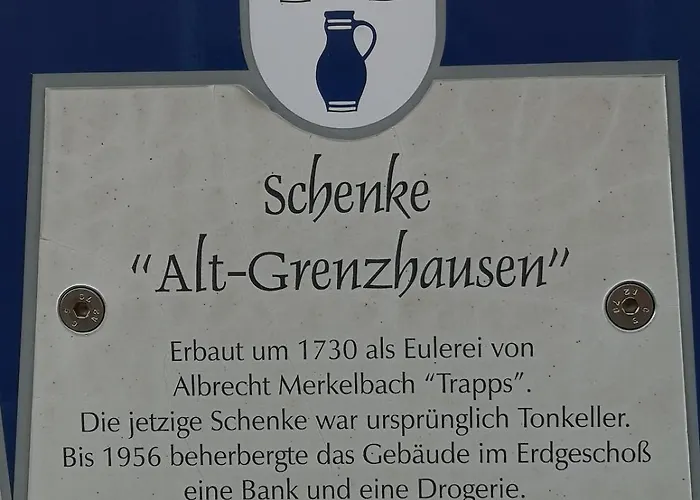 Schenke
"Alt-Grenzhausen"
Erbaut um 1730 als Eulerei von
Albrecht Merkelbach "Trapps".
Die jetzige Schenke war ursprünglich Tonkeller.
Bis 1956 beherbergte das Gebäude im Erdgeschoß
eine Bank und eine Drogerie.